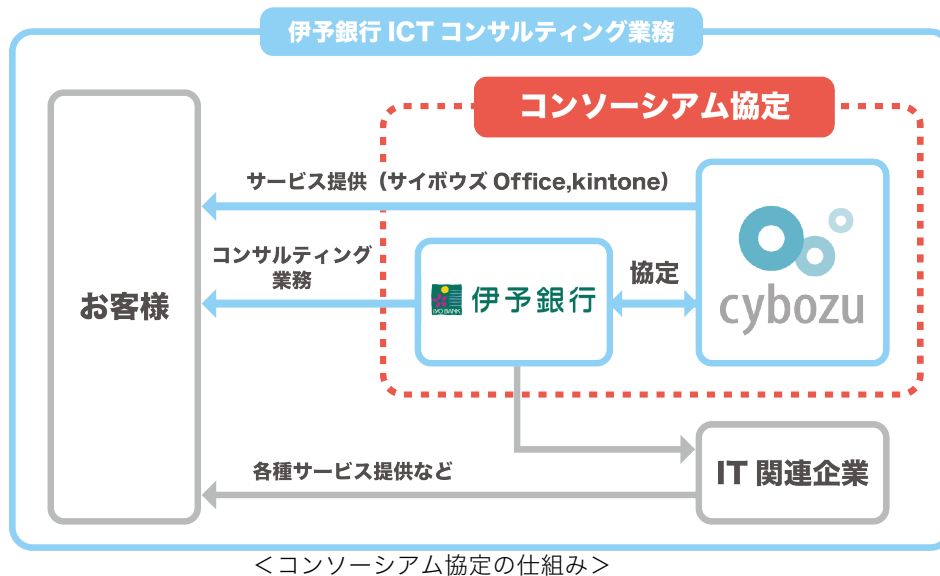 伊予銀行 ICT コンサルティング業務
コンソーシアム協定
サービス提供（サイボウズ Office,kintone）
コンサルティング
業務
お客様
IYO BANK
伊予銀行
協定
cybozu
各種サービス提供など
IT 関連企業
＜コンソーシアム協定の仕組み＞